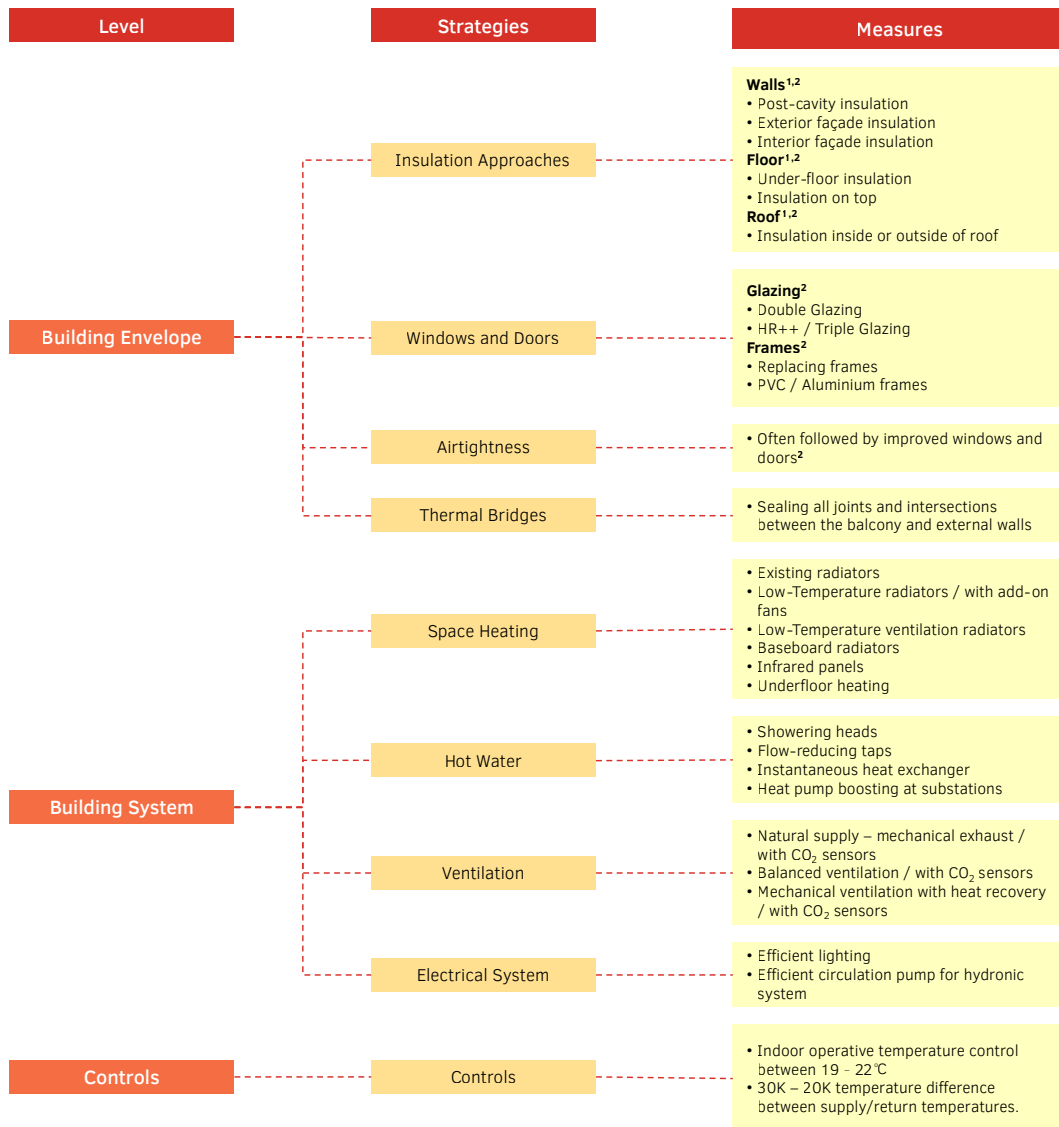 Level
Strategies
Measures
Building Envelope
Insulation Approaches
Walls¹,²
• Post-cavity insulation
• Exterior façade insulation
• Interior façade insulation
Floor¹,²
• Under-floor insulation
• Insulation on top
Roof¹,²
• Insulation inside or outside of roof
Windows and Doors
Glazing²
• Double Glazing
• HR++ / Triple Glazing
Frames²
• Replacing frames
• PVC / Aluminium frames
Airtightness
• Often followed by improved windows and
doors²
Thermal Bridges
• Sealing all joints and intersections
between the balcony and external walls
Building System
Space Heating
• Existing radiators
• Low-Temperature radiators / with add-on
fans
• Low-Temperature ventilation radiators
• Baseboard radiators
• Infrared panels
• Underfloor heating
Hot Water
• Showering heads
• Flow-reducing taps
• Instantaneous heat exchanger
• Heat pump boosting at substations
Ventilation
• Natural supply – mechanical exhaust /
with CO₂ sensors
• Balanced ventilation / with CO₂ sensors
• Mechanical ventilation with heat recovery
/ with CO₂ sensors
Electrical System
• Efficient lighting
• Efficient circulation pump for hydronic
system
Controls
Controls
• Indoor operative temperature control
between 19 - 22℃
• 30K – 20K temperature difference
between supply/return temperatures.